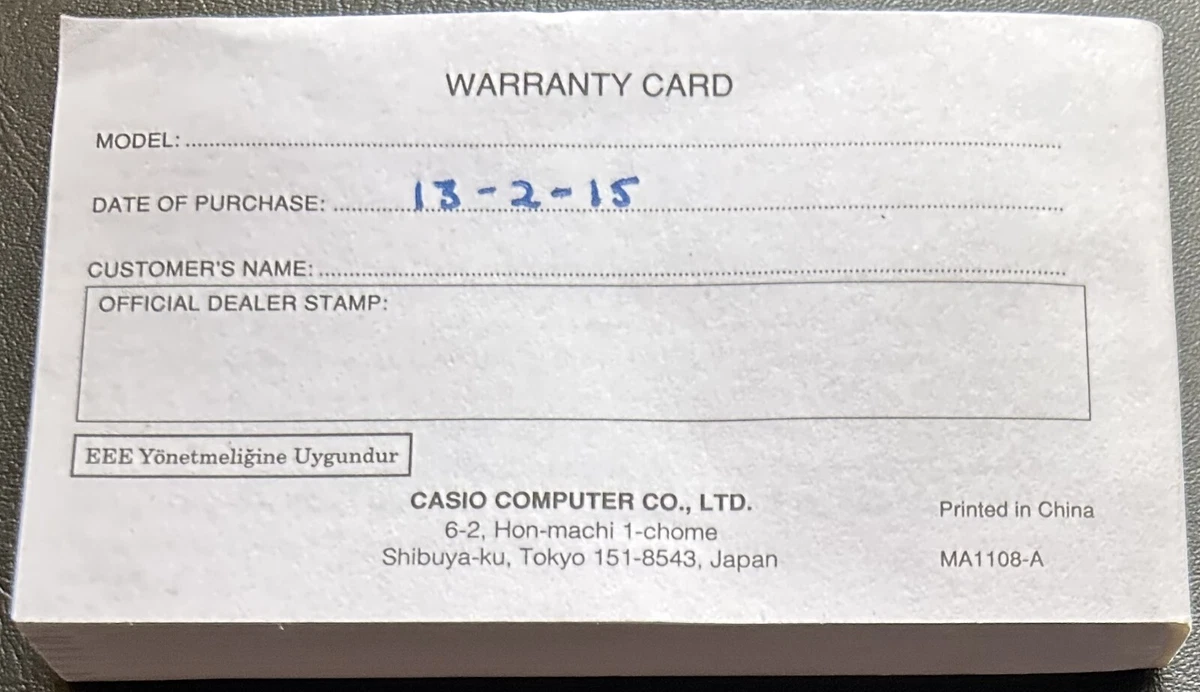 WARRANTY CARD
MODEL:
DATE OF PURCHASE: 13-2-15
CUSTOMER'S NAME:
OFFICIAL DEALER STAMP:
EEE Yönetmeliğine Uygundur
CASIO COMPUTER CO., LTD.
6-2, Hon-machi 1-chome
Shibuya-ku, Tokyo 151-8543, Japan
Printed in China
MA1108-A